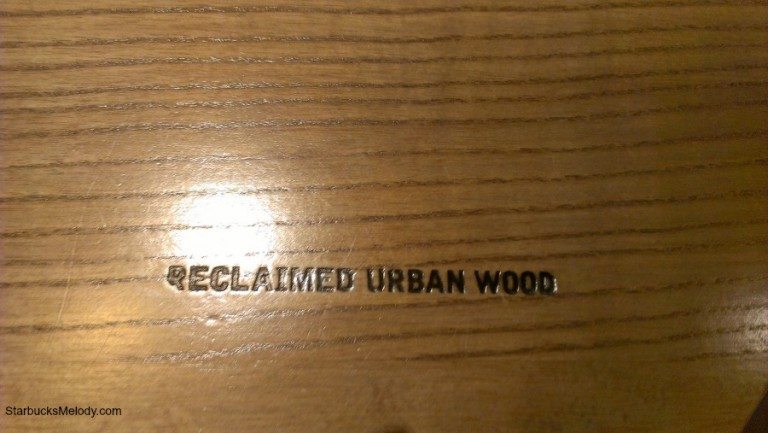 RECLAIMED URBAN WOOD
StarbucksMelody.com